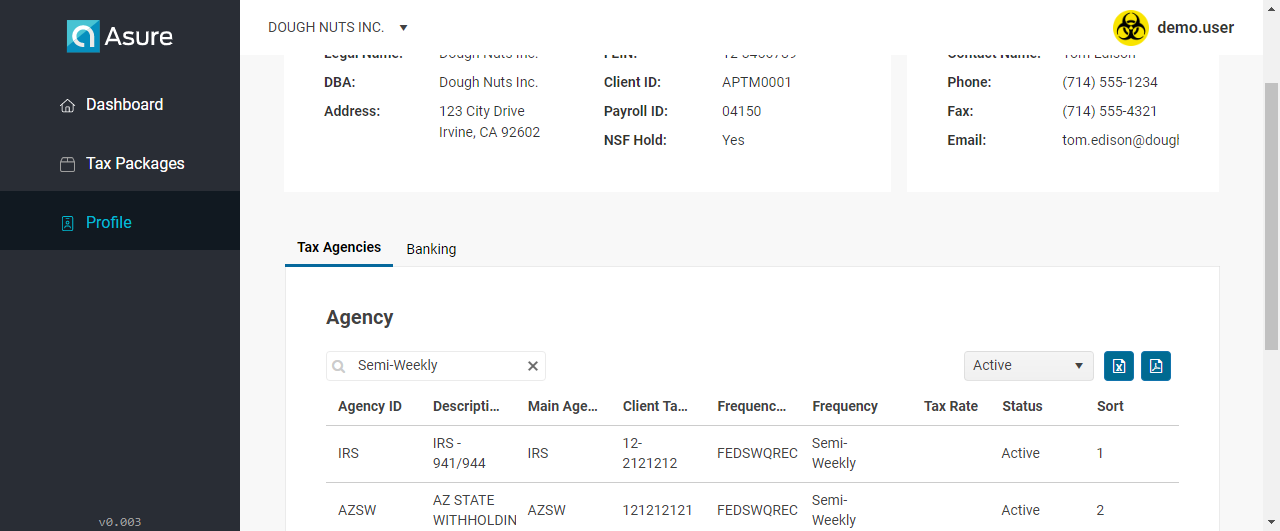 Asure
DOUGH NUTS INC.
demo.user
Dashboard
Tax Packages
Profile
v0.003
Legal Name: Dough Nuts Inc.
DBA: Dough Nuts Inc.
Address: 123 City Drive
Irvine, CA 92602
FEIN:
Client ID: APTM0001
Payroll ID: 04150
NSF Hold: Yes
Contact Name: Tom Edison
Phone: (714) 555-1234
Fax: (714) 555-4321
Email: tom.edison@dough
Tax Agencies Banking
Agency
Semi-Weekly
Active
Agency ID Descripti... Main Age... Client Ta... Frequenc... Frequency Tax Rate Status Sort
IRS IRS - 941/944 IRS 12-2121212 FEDSWQREC Semi-Weekly Active 1
AZSW AZ STATE WITHHOLDIN AZSW 121212121 FEDSWQREC Semi-Weekly Active 2